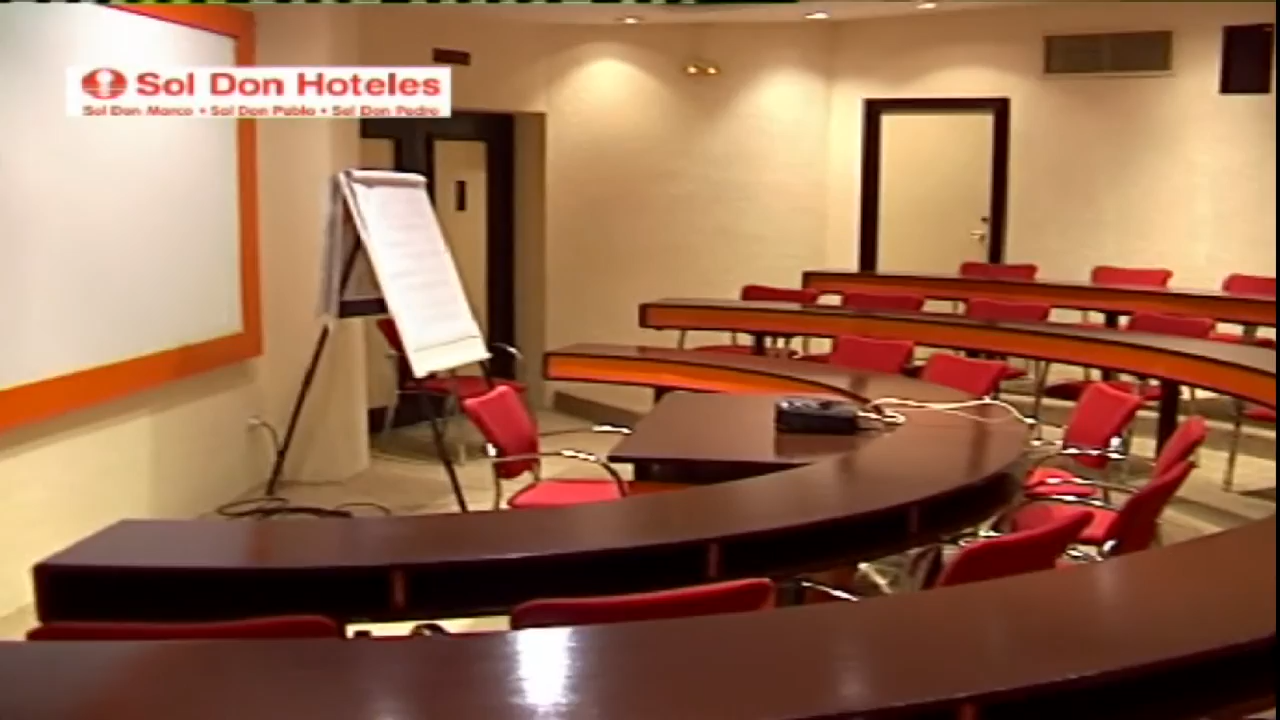 Sol Don Hoteles
Sol Don Marco • Sol Don Pablo • Sol Don Pedro